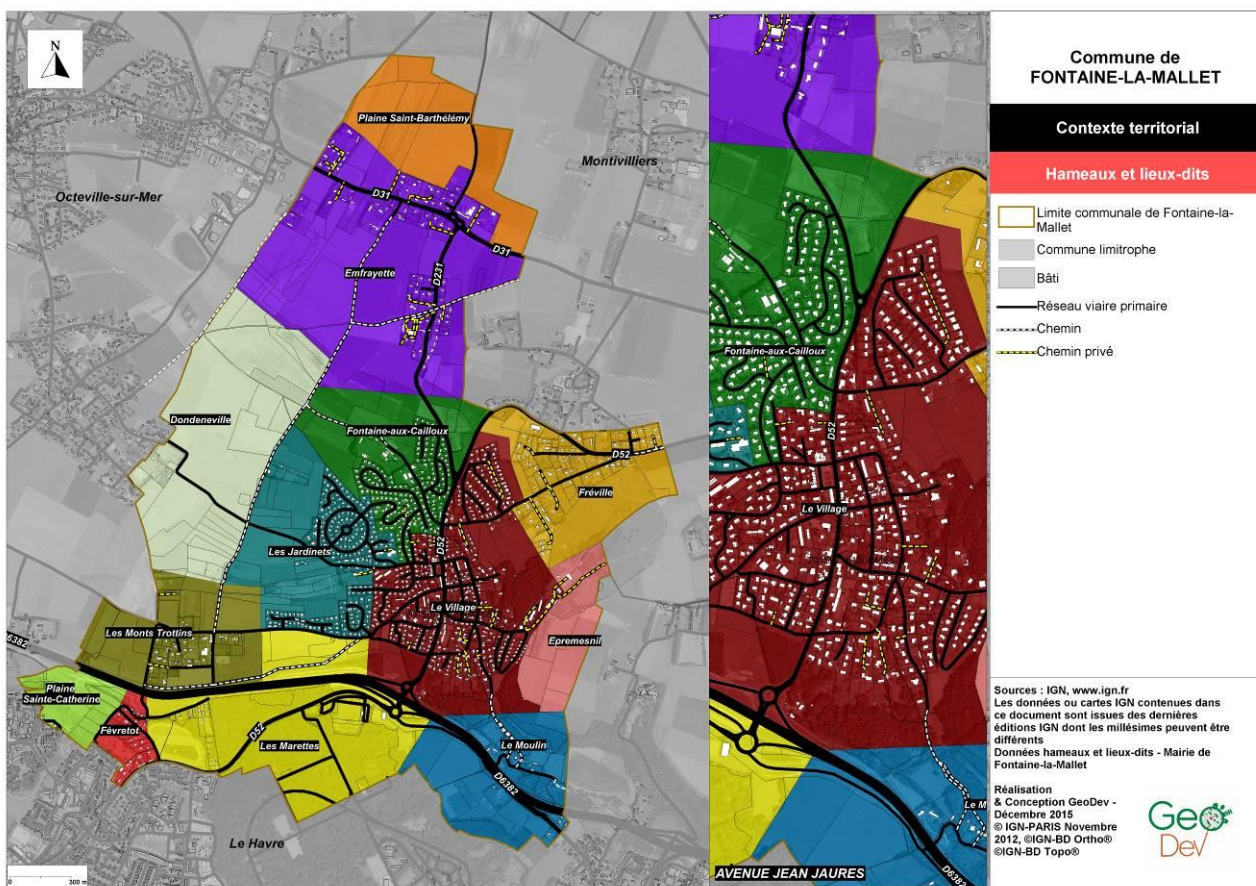 N
Plaine Saint-Barthélémy
Montivilliers
Octeville-sur-Mer
D31
D31
Emfrayette
D231
Dondeneville
Fontaine-aux-Cailloux
D52
Fréville
Les Jardinets
D52
Le Village
Les Monts Trottins
Epremesnil
D6382
Plaine
Sainte-Catherine
Févretot
D52
Les Marettes
Le Moulin
D6382
Le Havre
0 300 m
Fontaine-aux-Cailloux
D52
Le Village
Le M
D6382
AVENUE JEAN JAURES
Commune de
FONTAINE-LA-MALLET
Contexte territorial
Hameaux et lieux-dits
Limite communale de Fontaine-la-
Mallet
Commune limitrophe
Bâti
Réseau viaire primaire
Chemin
Chemin privé
Sources : IGN, www.ign.fr
Les données ou cartes IGN contenues dans
ce document sont issues des dernières
éditions IGN dont les millésimes peuvent être
différents
Données hameaux et lieux-dits - Mairie de
Fontaine-la-Mallet
Réalisation
& Conception GeoDev -
Décembre 2015
© IGN-PARIS Novembre
2012, ©IGN-BD Ortho®
©IGN-BD Topo®
Geo
Dev